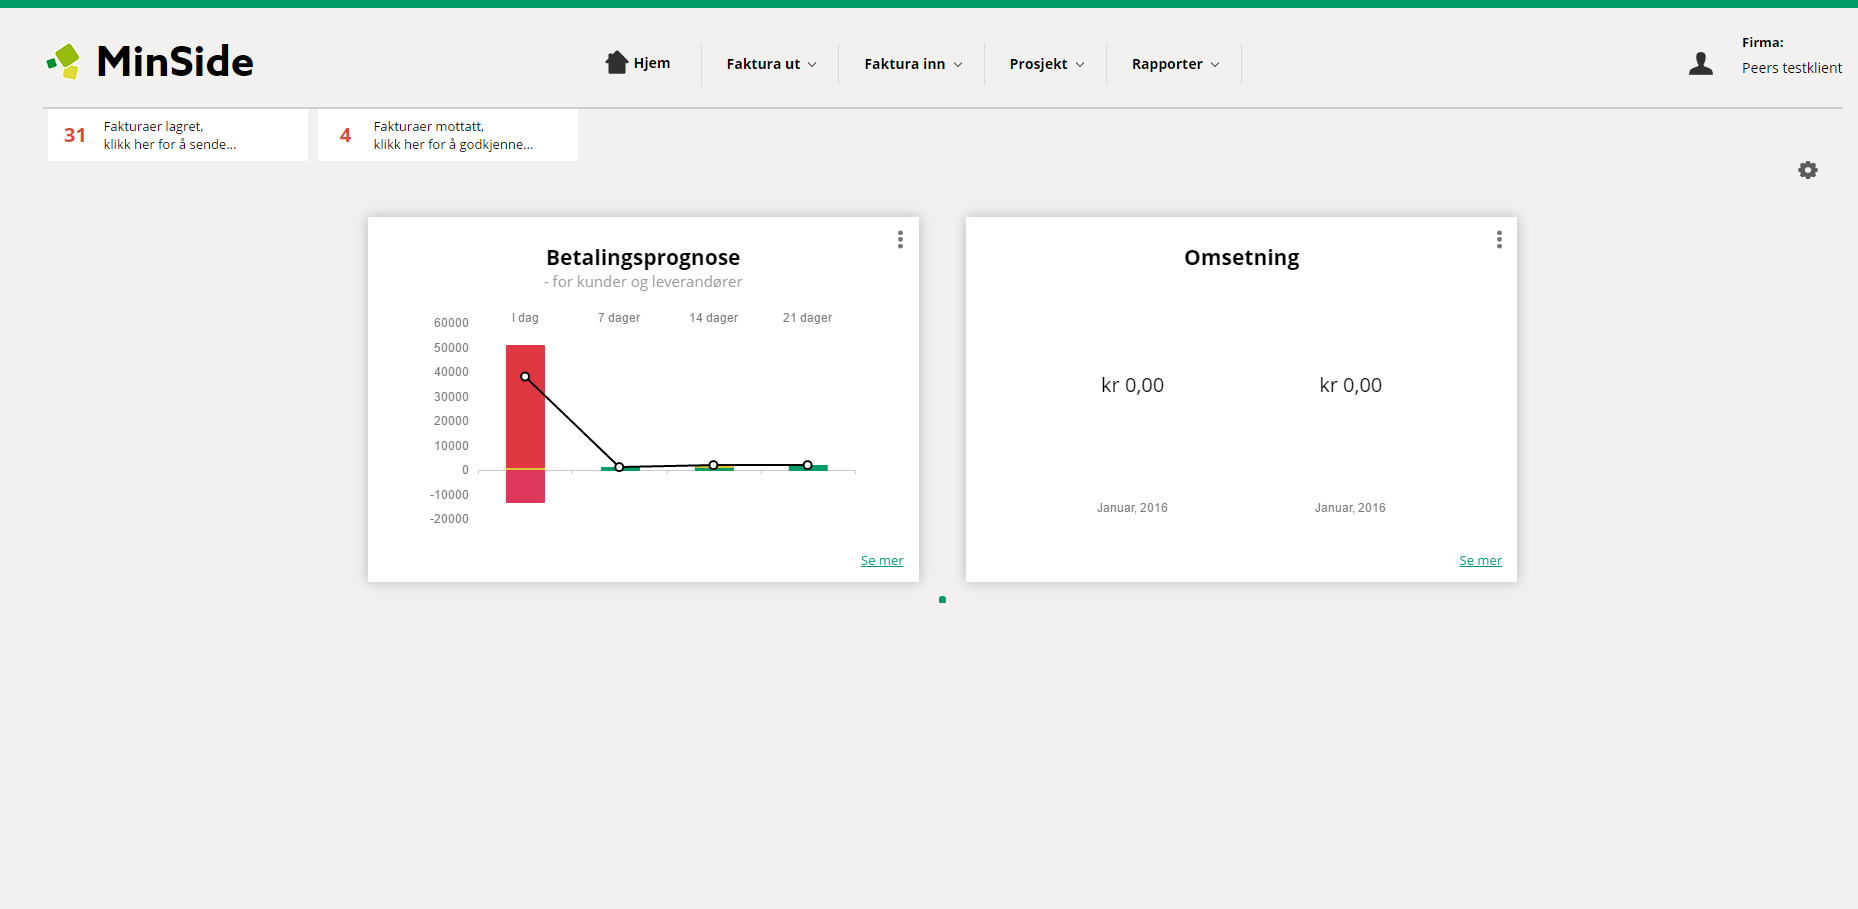 MinSide
Hjem
Faktura ut
Faktura inn
Prosjekt
Rapporter
Firma:
Peers testklient
31
Fakturaer lagret,
klikk her for å sende...
4
Fakturaer mottatt,
klikk her for å godkjenne...
Betalingsprognose
- for kunder og leverandører
I dag
7 dager
14 dager
21 dager
60000
50000
40000
30000
20000
10000
0
-10000
-20000
Se mer
Omsetning
kr 0,00
kr 0,00
Januar, 2016
Januar, 2016
Se mer